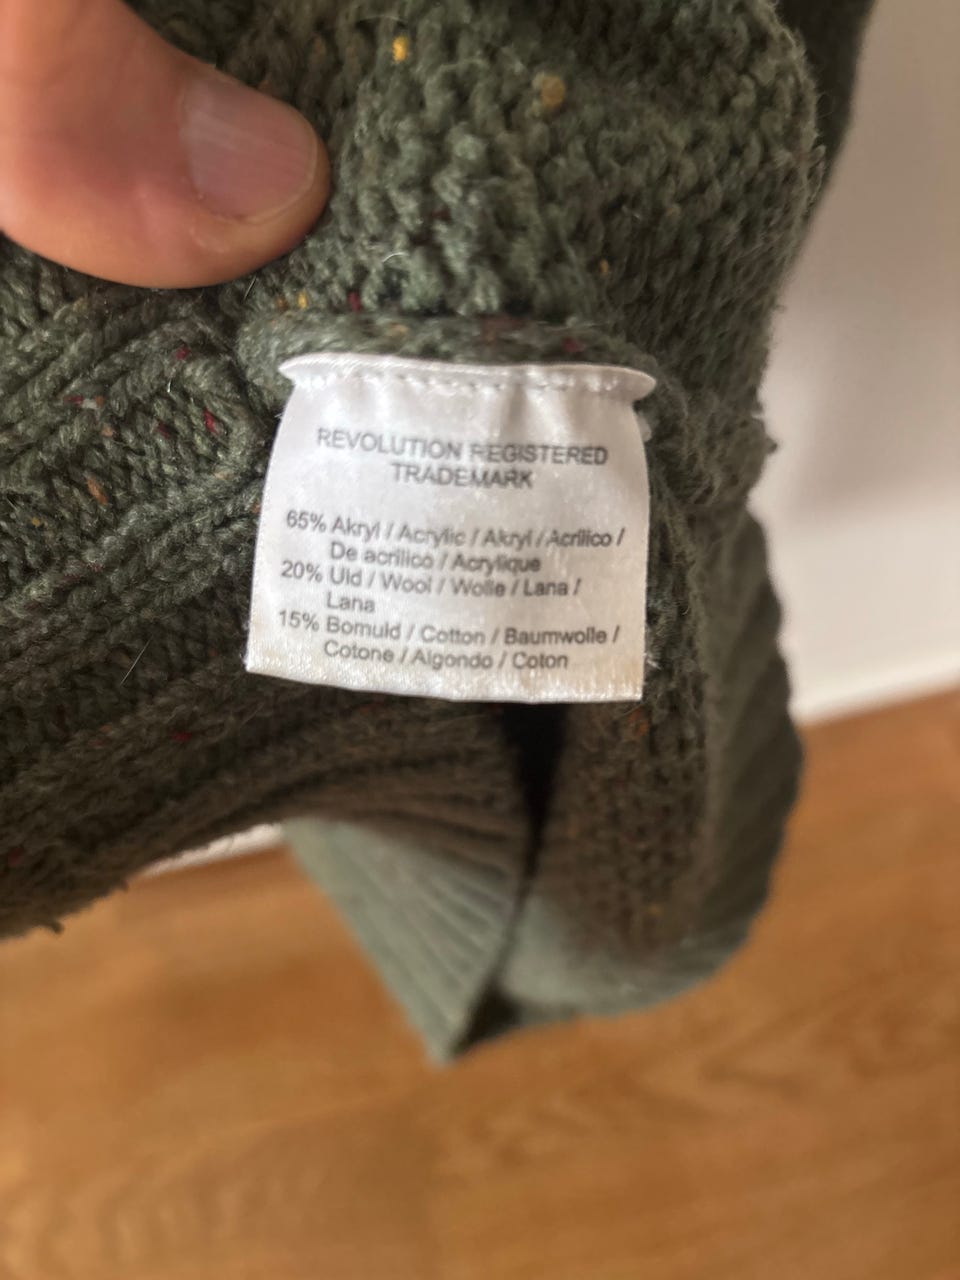 REVOLUTION REGISTERED
TRADEMARK
65% Akryl / Acrylic / Akryl / Acrilico /
De acrilico / Acrylique
20% Uld / Wool / Wolle / Lana /
Lana
15% Bomuld / Cotton / Baumwolle /
Cotone / Algondo / Coton